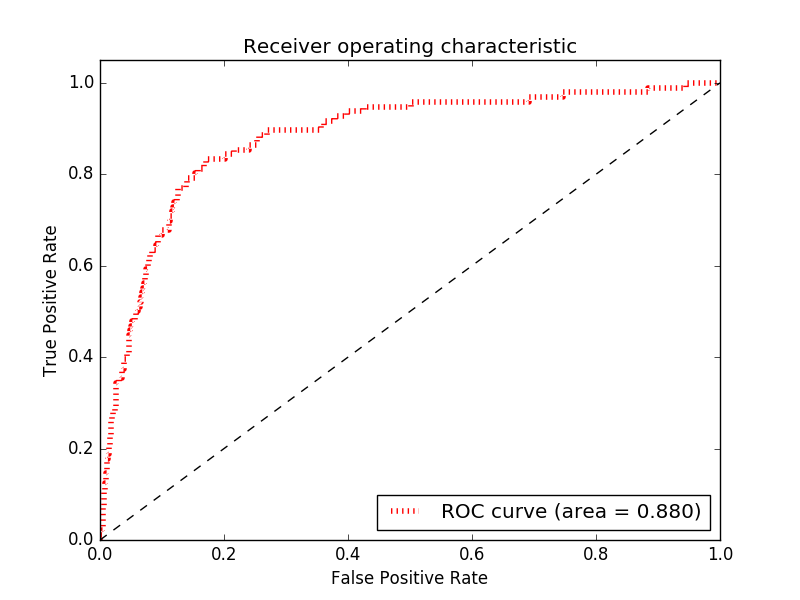 Receiver operating characteristic
1.0
0.8
0.6
0.4
0.2
0.0
True Positive Rate
ROC curve (area = 0.880)
0.0 0.2 0.4 0.6 0.8 1.0
False Positive Rate